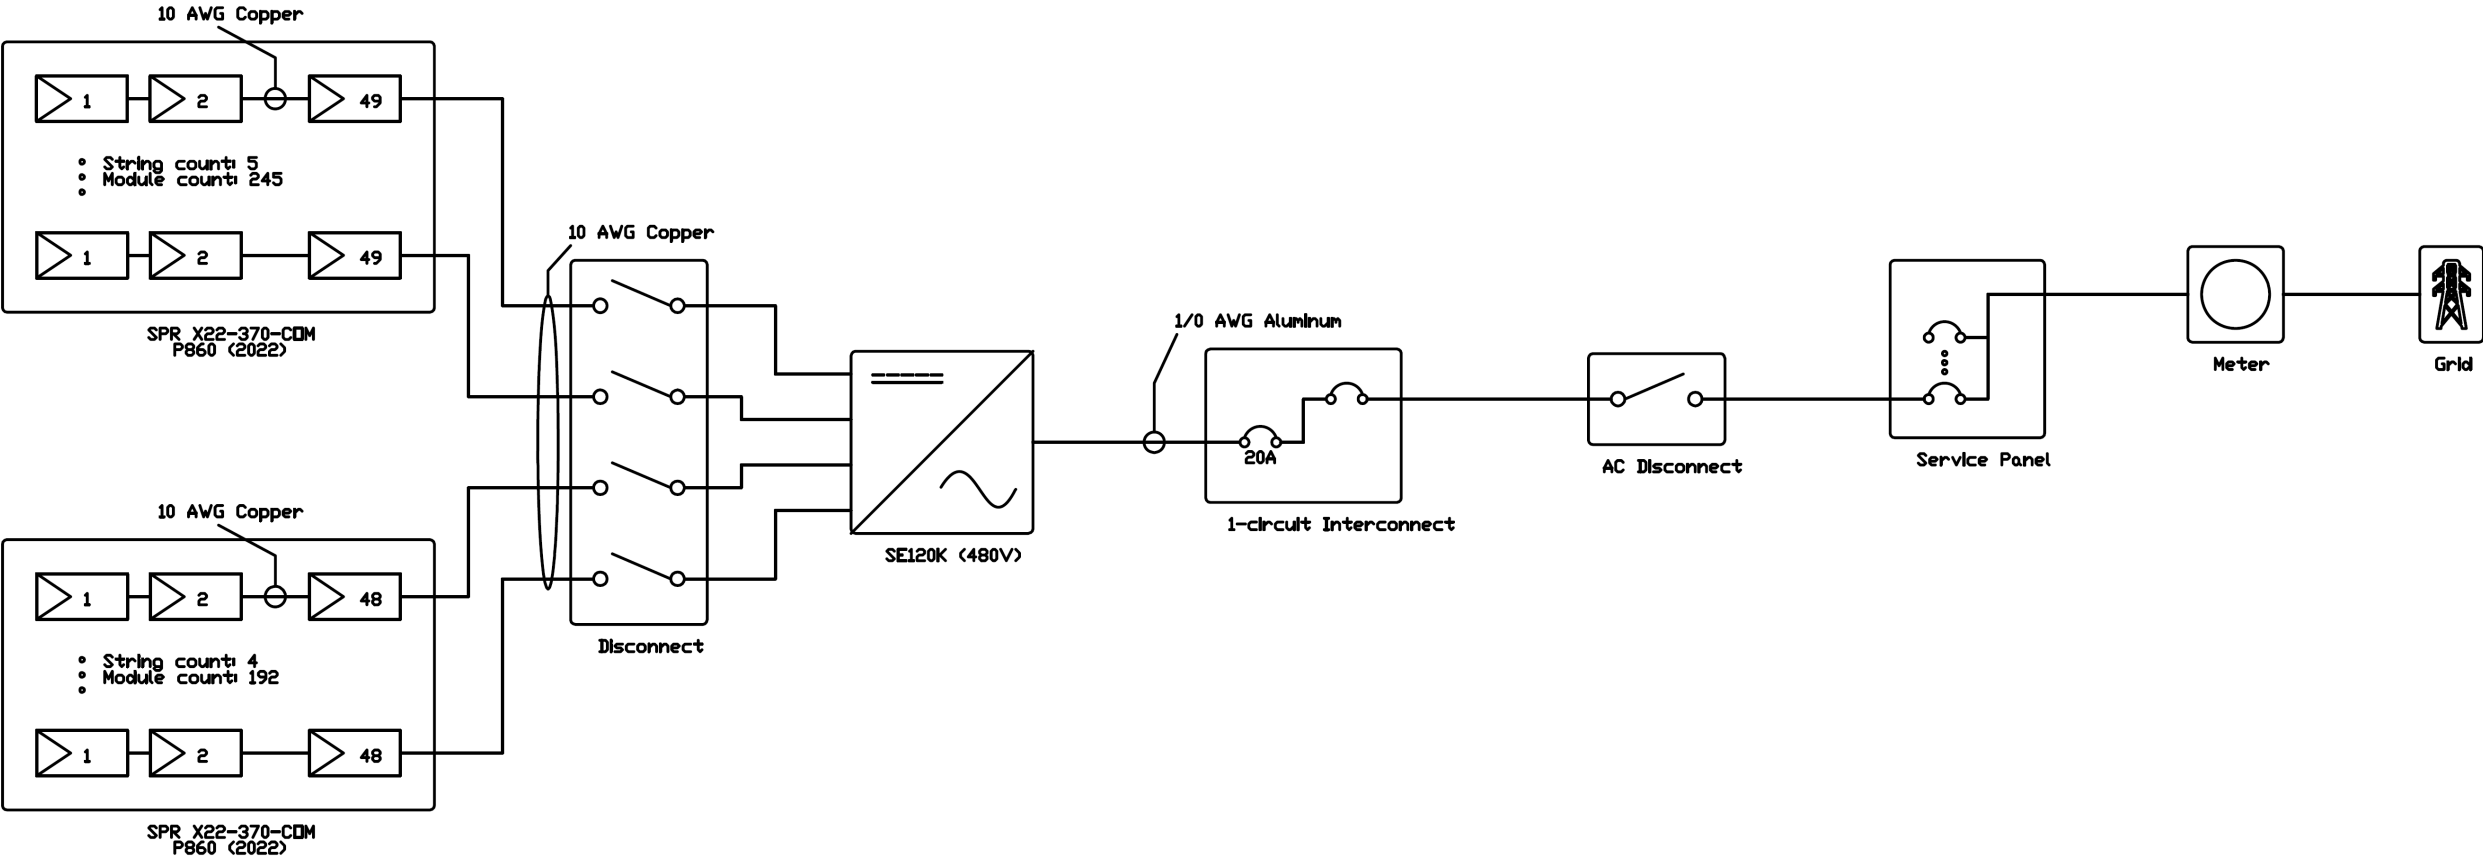 10 AWG Copper
1 2 49
String count: 5
Module count: 245
1 2 49
SPR X22-370-COM
P860 (2022)
10 AWG Copper
1 2 48
String count: 4
Module count: 192
1 2 48
SPR X22-370-COM
P860 (2022)
10 AWG Copper
Disconnect
SE120K (480V)
1/0 AWG Aluminum
20A
1-circuit Interconnect
AC Disconnect
Service Panel
Meter
Grid